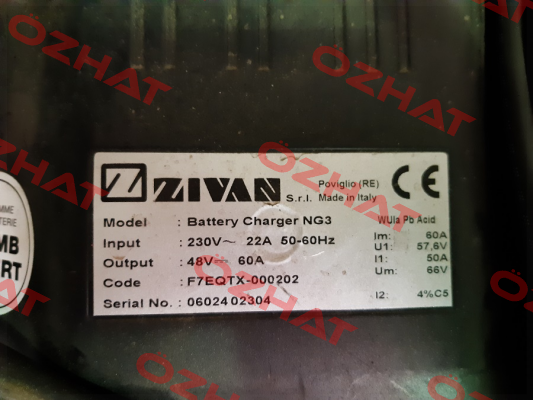 OZHAT
OZHAT
OZHAT
OZHAT
OZHAT
OZHAT
ZIVAN S.r.l.
Poviglio (RE)
Made in Italy
CE
Model : Battery Charger NG3
Input : 230V~ 22A 50-60Hz
Output : 48V⎓ 60A
Code : F7EQTX-000202
Serial No. : 0602402304
WUIa Pb Acid
Im: 60A
U1: 57,6V
I1: 50A
Um: 66V
I2: 4%C5